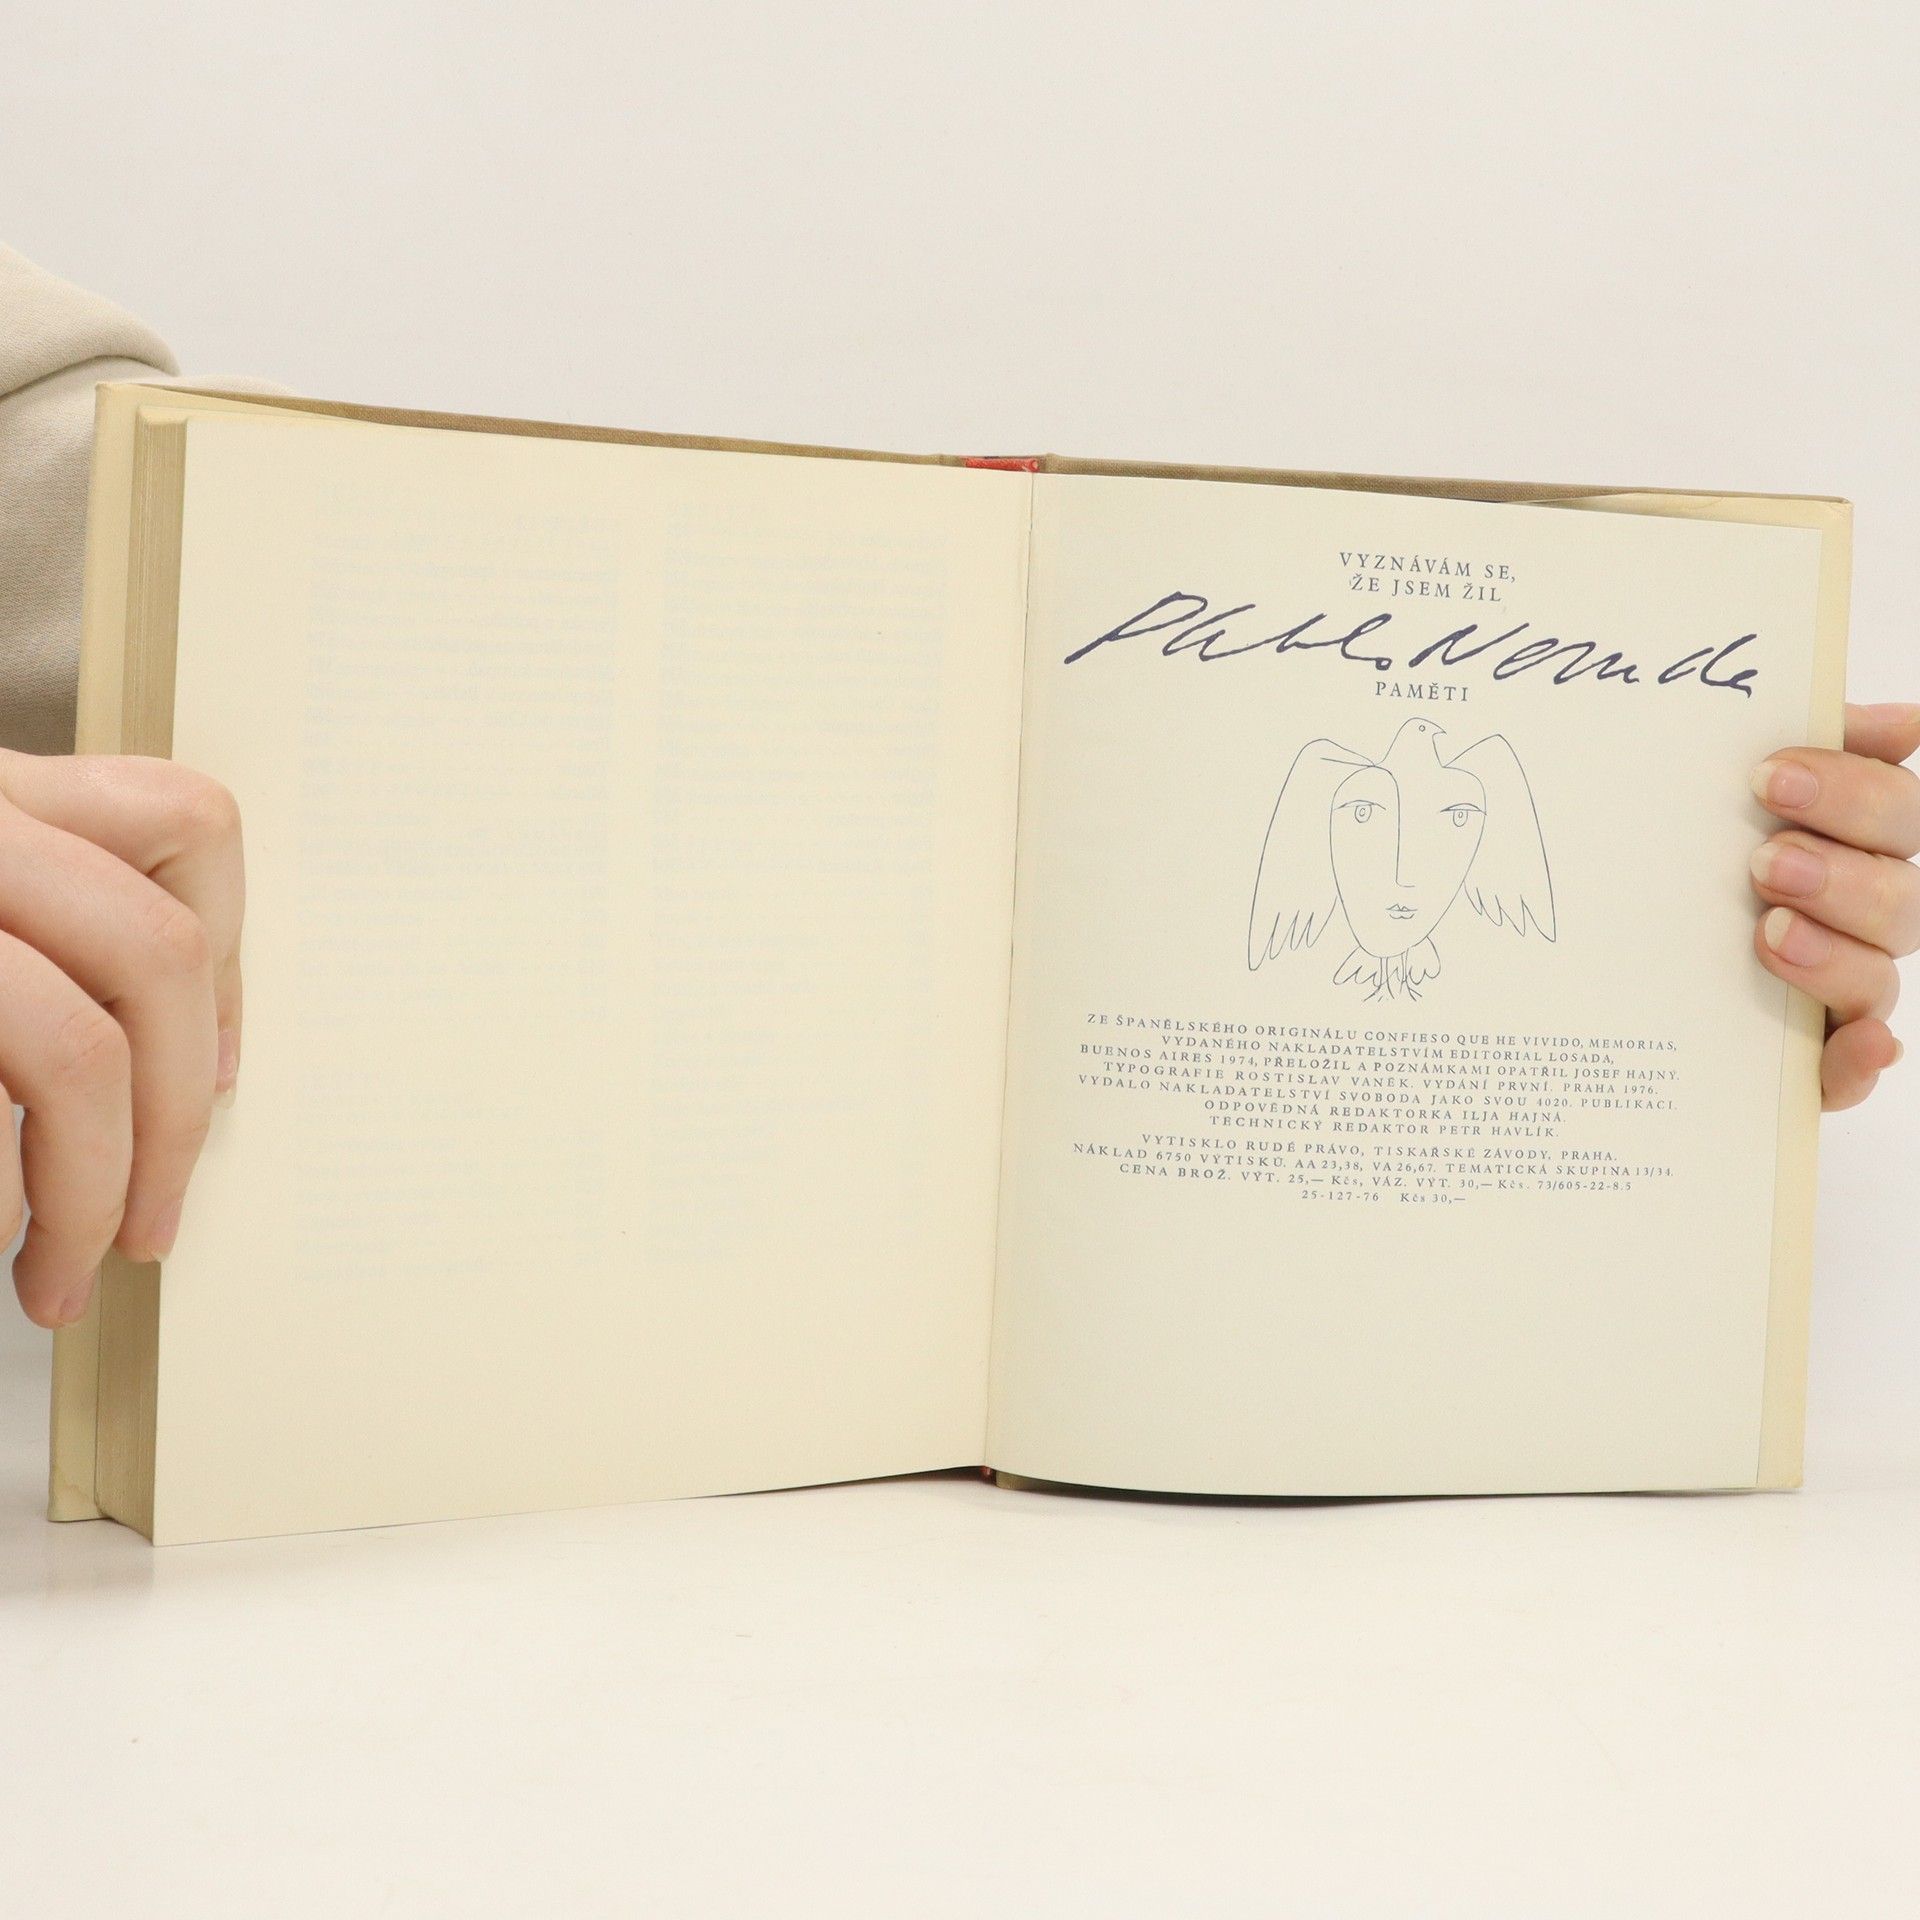 VYZNÁVÁM SE,
ŽE JSEM ŽIL
Pablo Neruda
PAMĚTI
ZE ŠPANĚLSKÉHO ORIGINÁLU CONFIESO QUE HE VIVIDO, MEMORIAS,
VYDANÉHO NAKLADATELSTVÍM EDITORIAL LOSADA,
BUENOS AIRES 1974, PŘELOŽIL A POZNÁMKAMI OPATŘIL JOSEF HAJNÝ.
TYPOGRAFIE ROSTISLAV VANĚK. VYDÁNÍ PRVNÍ. PRAHA 1976.
VYDALO NAKLADATELSTVÍ SVOBODA JAKO SVOU 4020. PUBLIKACI.
ODPOVĚDNÁ REDAKTORKA ILJA HAJNÁ.
TECHNICKÝ REDAKTOR PETR HAVLÍK.
VYTISKLO RUDÉ PRÁVO, TISKAŘSKÉ ZÁVODY, PRAHA.
NÁKLAD 6750 VÝTISKŮ. AA 23,38, VA 26,67. TEMATICKÁ SKUPINA 13/34.
CENA BROŽ. VÝT. 25,— Kčs, VÁZ. VÝT. 30,— Kčs. 73/605-22-8.5
25-127-76 Kčs 30,—